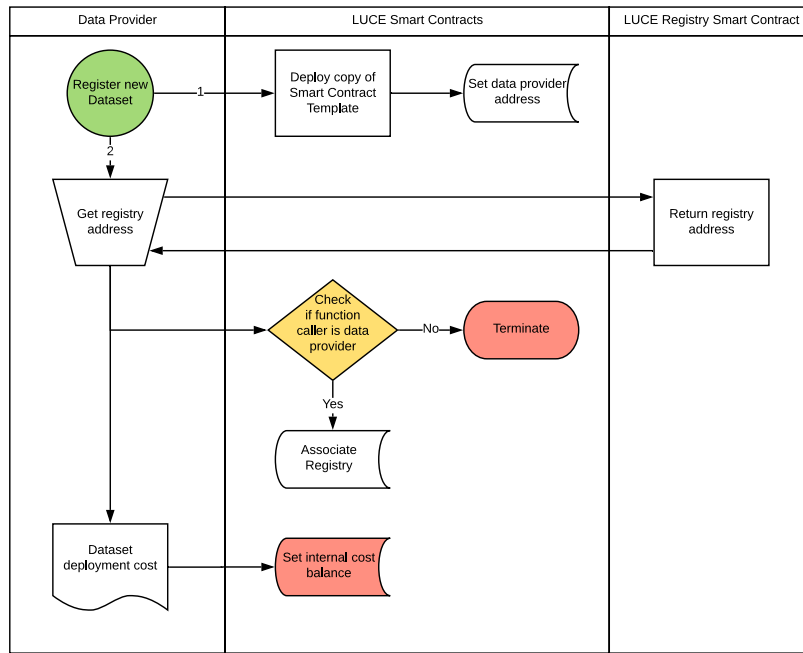 Data Provider
LUCE Smart Contracts
LUCE Registry Smart Contract
Register new
Dataset
1
Deploy copy of
Smart Contract
Template
Set data provider
address
2
Get registry
address
Return registry
address
Check
if function
caller is data
provider
No
Terminate
Yes
Associate
Registry
Dataset
deployment cost
Set internal cost
balance